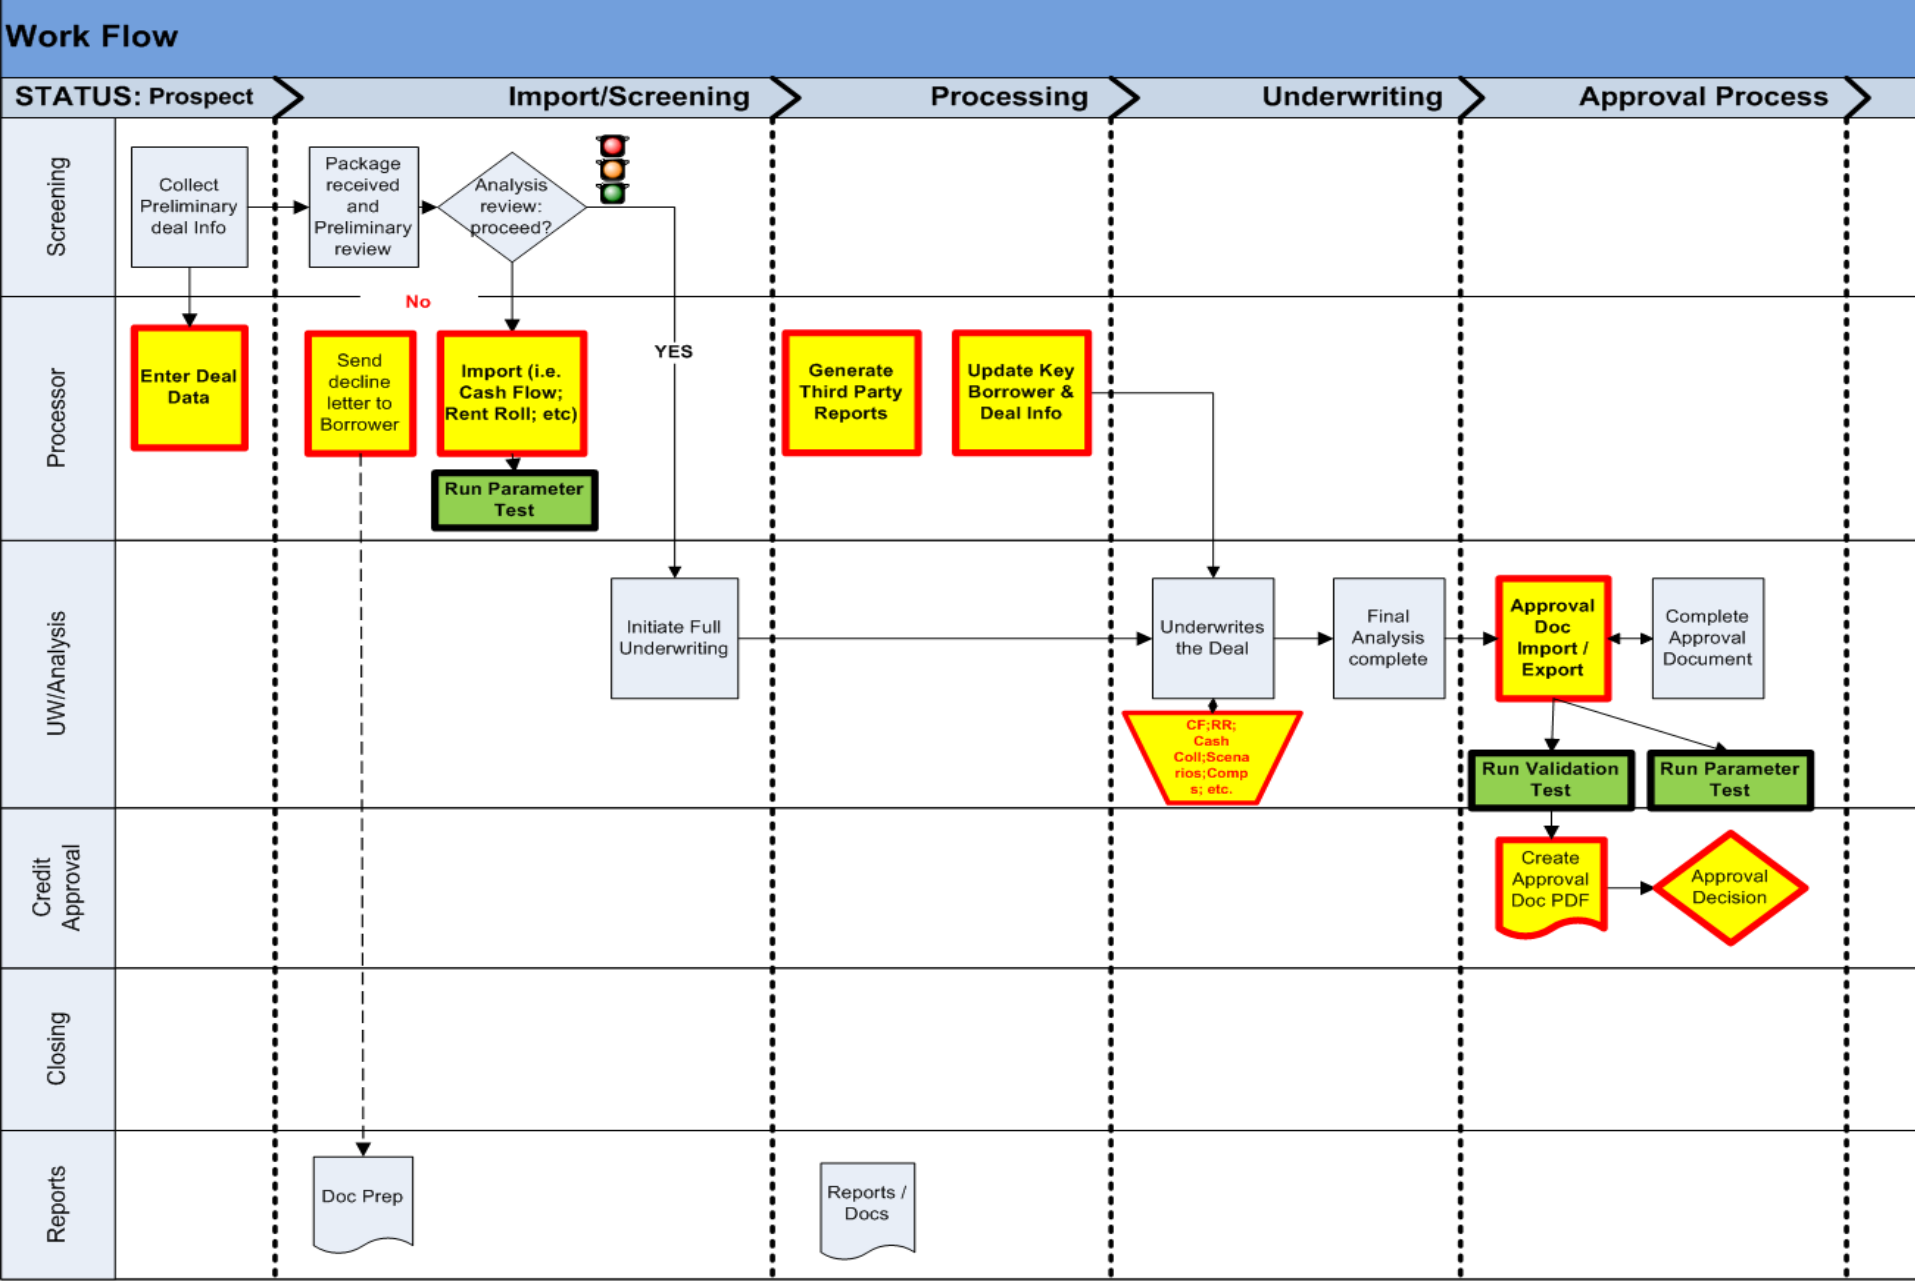 Work Flow
STATUS: Prospect
Import/Screening
Processing
Underwriting
Approval Process
Screening
Collect
Preliminary
deal Info
Package
received
and
Preliminary
review
Analysis
review:
proceed?
No
YES
Processor
Enter Deal
Data
Send
decline
letter to
Borrower
Import (i.e.
Cash Flow;
Rent Roll; etc)
Run Parameter
Test
Generate
Third Party
Reports
Update Key
Borrower &
Deal Info
UW/Analysis
Initiate Full
Underwriting
Underwrites
the Deal
CF;RR;
Cash
Coll;Scena
rios;Comp
s; etc.
Final
Analysis
complete
Approval
Doc
Import /
Export
Complete
Approval
Document
Run Validation
Test
Run Parameter
Test
Credit
Approval
Create
Approval
Doc PDF
Approval
Decision
Closing
Reports
Doc Prep
Reports /
Docs